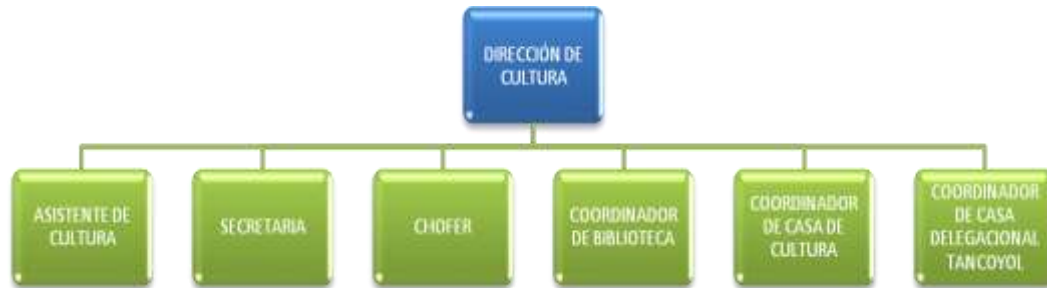 DIRECCIÓN DE
CULTURA
ASISTENTE DE
CULTURA
SECRETARIA
CHOFER
COORDINADOR
DE BIBLIOTECA
COORDINADOR
DE CASA DE
CULTURA
COORDINADOR
DE CASA
DELEGACIONAL
TANCOYOL